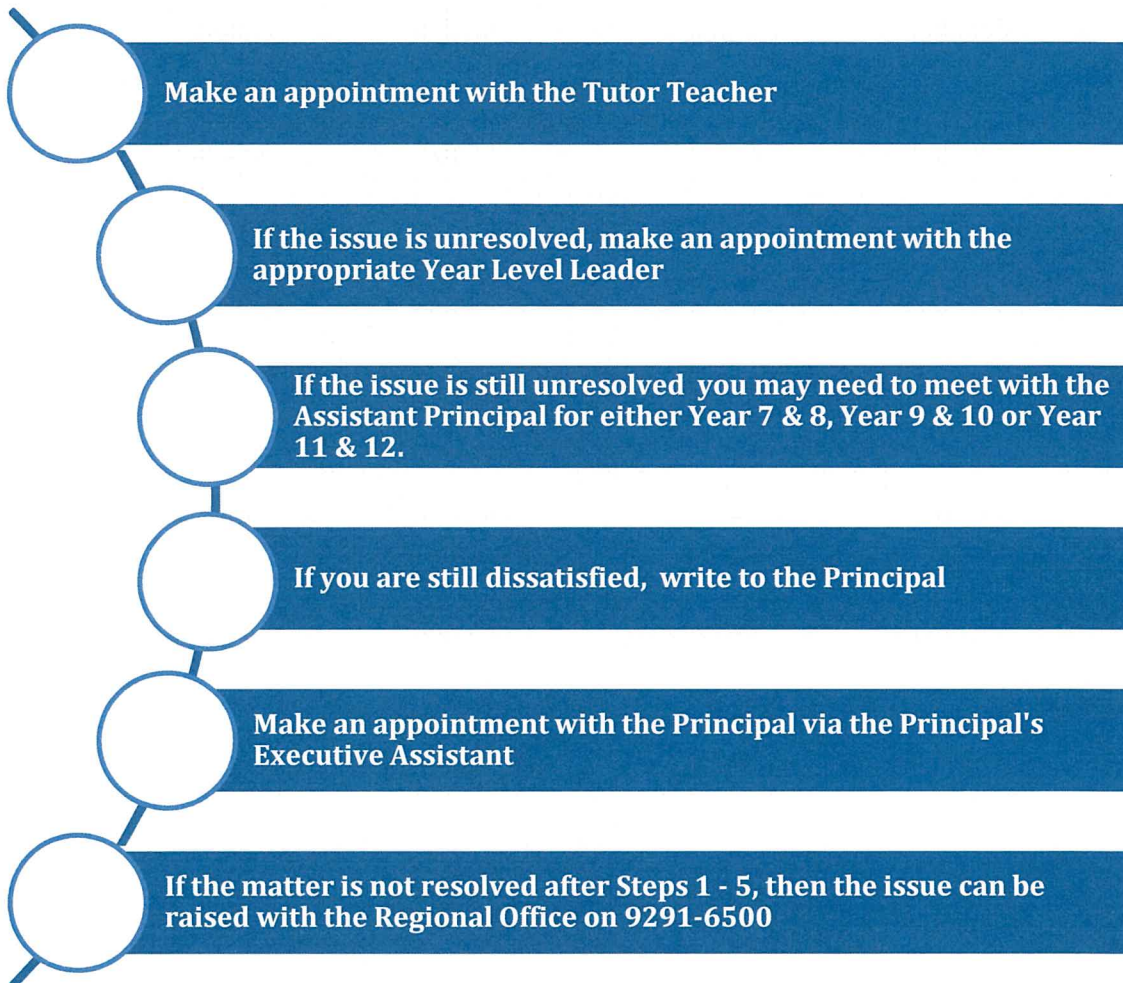 Make an appointment with the Tutor Teacher
If the issue is unresolved, make an appointment with the
appropriate Year Level Leader
If the issue is still unresolved  you may need to meet with the
Assistant Principal for either Year 7 & 8, Year 9 & 10 or Year
11 & 12.
If you are still dissatisfied,  write to the Principal
Make an appointment with the Principal via the Principal's
Executive Assistant
If the matter is not resolved after Steps 1 - 5, then the issue can be
raised with the Regional Office on 9291-6500